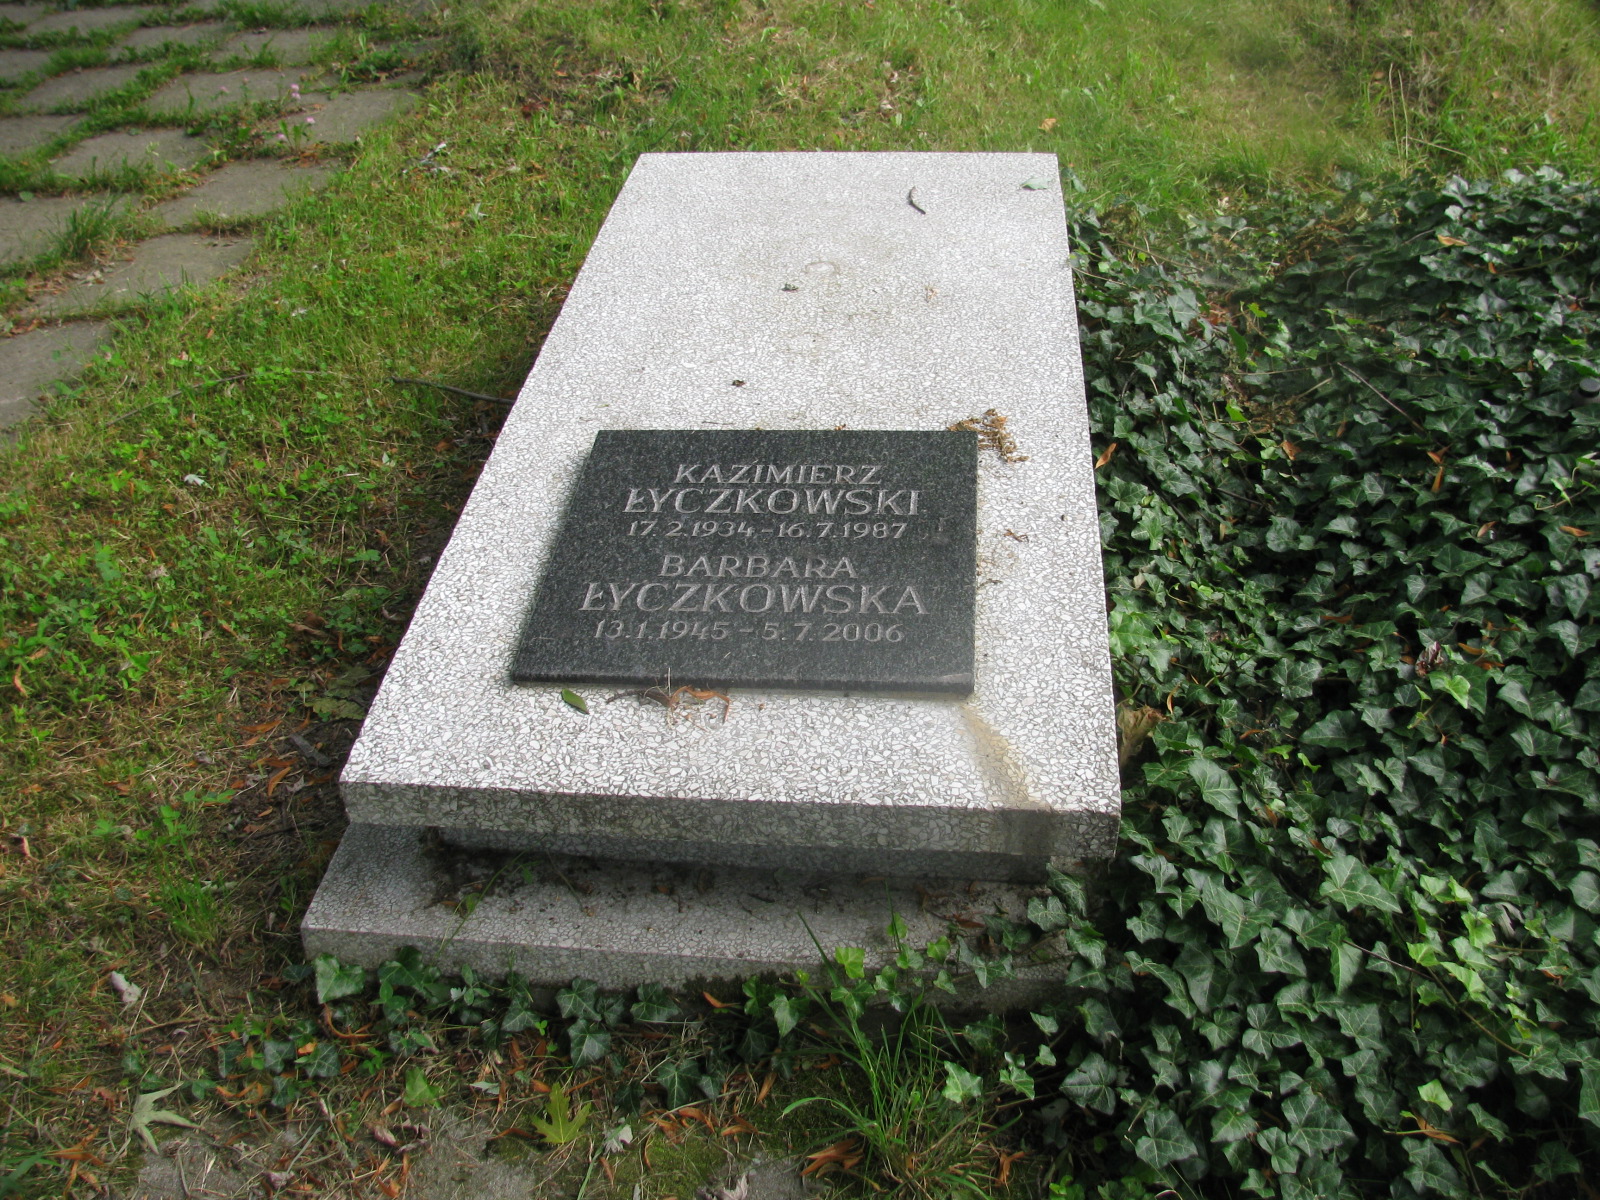 KAZIMIERZ
ŁYCZKOWSKI
17.2.1934-16.7.1987
BARBARA
ŁYCZKOWSKA
13.1.1945-5.7.2006